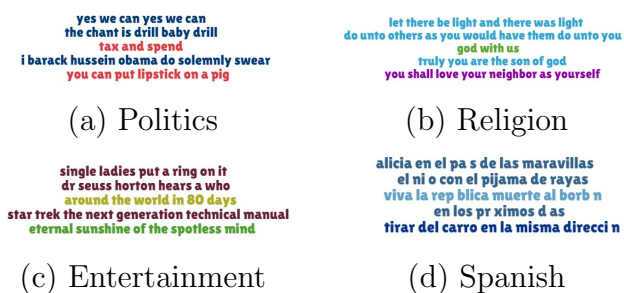 yes we can yes we can
the chant is drill baby drill
tax and spend
i barack hussein obama do solemnly swear
you can put lipstick on a pig
(a) Politics
let there be light and there was light
do unto others as you would have them do unto you
god with us
truly you are the son of god
you shall love your neighbor as yourself
(b) Religion
single ladies put a ring on it
dr seuss horton hears a who
around the world in 80 days
star trek the next generation technical manual
eternal sunshine of the spotless mind
(c) Entertainment
alicia en el pa s de las maravillas
el ni o con el pijama de rayas
viva la rep blica muerte al borb n
en los pr ximos d as
tirar del carro en la misma direcci n
(d) Spanish